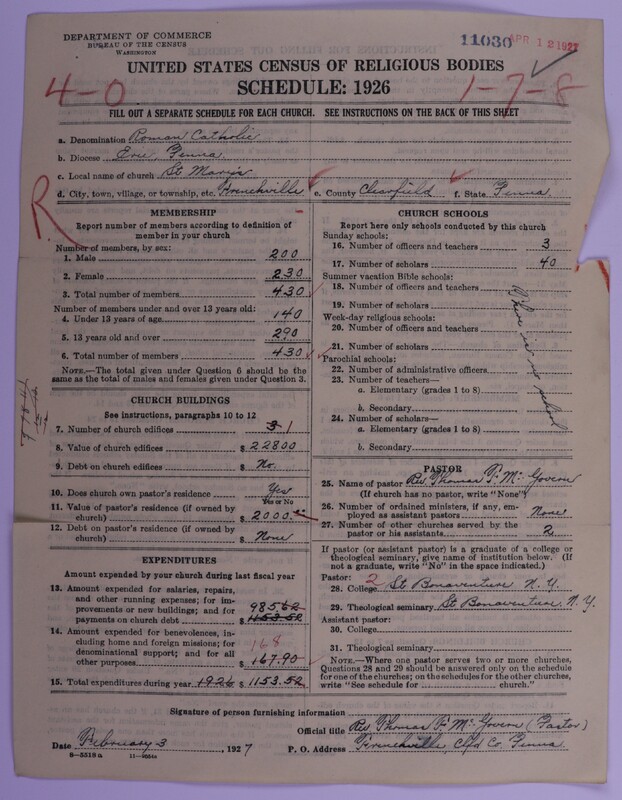 DEPARTMENT OF COMMERCE
BUREAU OF THE CENSUS
WASHINGTON
11030 APR 12 1927
UNITED STATES CENSUS OF RELIGIOUS BODIES
SCHEDULE: 1926
4-0
1-7-8
FILL OUT A SEPARATE SCHEDULE FOR EACH CHURCH. SEE INSTRUCTIONS ON THE BACK OF THIS SHEET
a. Denomination Roman Catholic
b. Diocese Erie, Penna.
c. Local name of church St Mary's
d. City, town, village, or township, etc. Frenchville e. County Clearfield f. State Penna.
R
MEMBERSHIP
Report number of members according to definition of member in your church
Number of members, by sex:
1. Male 200
2. Female 230
3. Total number of members 430
Number of members under and over 13 years old:
4. Under 13 years of age 140
5. 13 years old and over 290
6. Total number of members 430
NOTE.—The total given under Question 6 should be the same as the total of males and females given under Question 3.
CHURCH BUILDINGS
See instructions, paragraphs 10 to 12
7. Number of church edifices 3 1
8. Value of church edifices $ 22800
9. Debt on church edifices $ No.
10. Does church own pastor's residence Yes
Yes or No
11. Value of pastor's residence (if owned by church) $ 2000.
12. Debt on pastor's residence (if owned by church) $ None
EXPENDITURES
Amount expended by your church during last fiscal year
13. Amount expended for salaries, repairs, and other running expenses; for improvements or new buildings; and for payments on church debt $ 985 62
1153.52
14. Amount expended for benevolences, including home and foreign missions; for denominational support; and for all other purposes $ 167.90
168
15. Total expenditures during year 1926 $ 1153.52
CHURCH SCHOOLS
Report here only schools conducted by this church
Sunday schools:
16. Number of officers and teachers 3
17. Number of scholars 40
Summer vacation Bible schools:
18. Number of officers and teachers
19. Number of scholars
Week-day religious schools:
20. Number of officers and teachers
21. Number of scholars
Parochial schools:
22. Number of administrative officers
23. Number of teachers—
a. Elementary (grades 1 to 8)
b. Secondary
24. Number of scholars—
a. Elementary (grades 1 to 8)
b. Secondary
There is no school
PASTOR
25. Name of pastor Rev Thomas F. McGovern
(If church has no pastor, write "None")
26. Number of ordained ministers, if any, employed as assistant pastors None
27. Number of other churches served by the pastor or his assistants 2
If pastor (or assistant pastor) is a graduate of a college or theological seminary, give name of institution below. (If not a graduate, write "No" in the space indicated.)
Pastor: 2
28. College St Bonaventure N.Y.
29. Theological seminary St Bonaventure N.Y.
Assistant pastor:
30. College
31. Theological seminary
NOTE.—Where one pastor serves two or more churches, Questions 28 and 29 should be answered only on the schedule for one of the churches; on the schedules for the other churches, write "See schedule for church."
Signature of person furnishing information
Official title Rev Thomas F. McGovern (Pastor)
Date February 3, 1927 P. O. Address Frenchville, Clfd Co. Penna.
8-5518 a